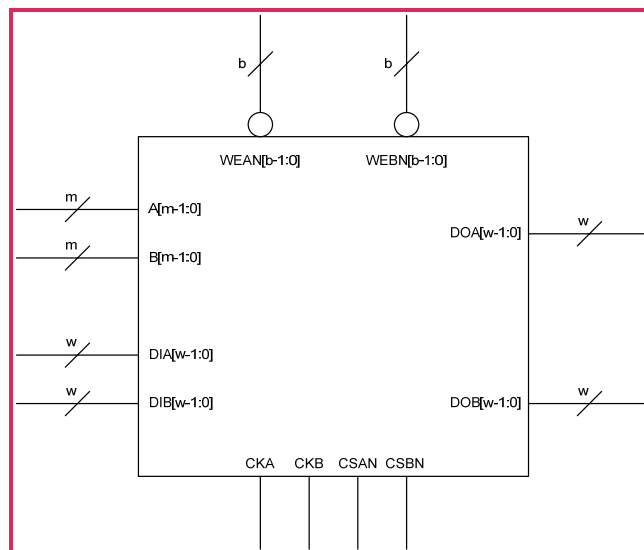 b
b
WEAN[b-1:0]
WEBN[b-1:0]
m
A[m-1:0]
DOA[w-1:0]
w
m
B[m-1:0]
w
DIA[w-1:0]
w
DIB[w-1:0]
DOB[w-1:0]
w
CKA
CKB
CSAN
CSBN